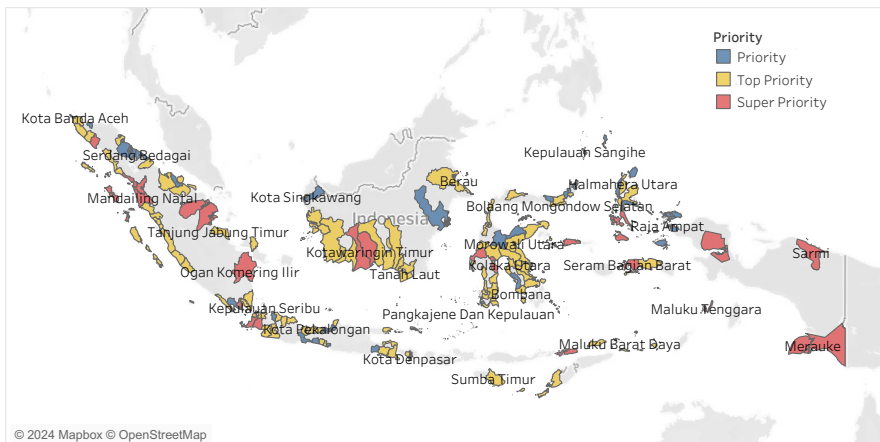 Priority
Priority
Top Priority
Super Priority
Kota Banda Aceh
Kepulauan Sangihe
Serdang Bedagai
Berau
Halmahera Utara
Mandailing Natal
Kota Singkawang
Bolaang Mongondow Selatan
Indonesia
Raja Ampat
Tanjung Jabung Timur
Morowali Utara
Kotawaringin Timur
Sarmi
Kolaka Utara
Seram Bagian Barat
Ogan Komering Ilir
Tanah Laut
Bombana
Kepulauan Seribu
Pangkajene Dan Kepulauan
Maluku Tenggara
Kota Pekalongan
Maluku Barat Daya
Merauke
Kota Denpasar
Sumba Timur
© 2024 Mapbox © OpenStreetMap